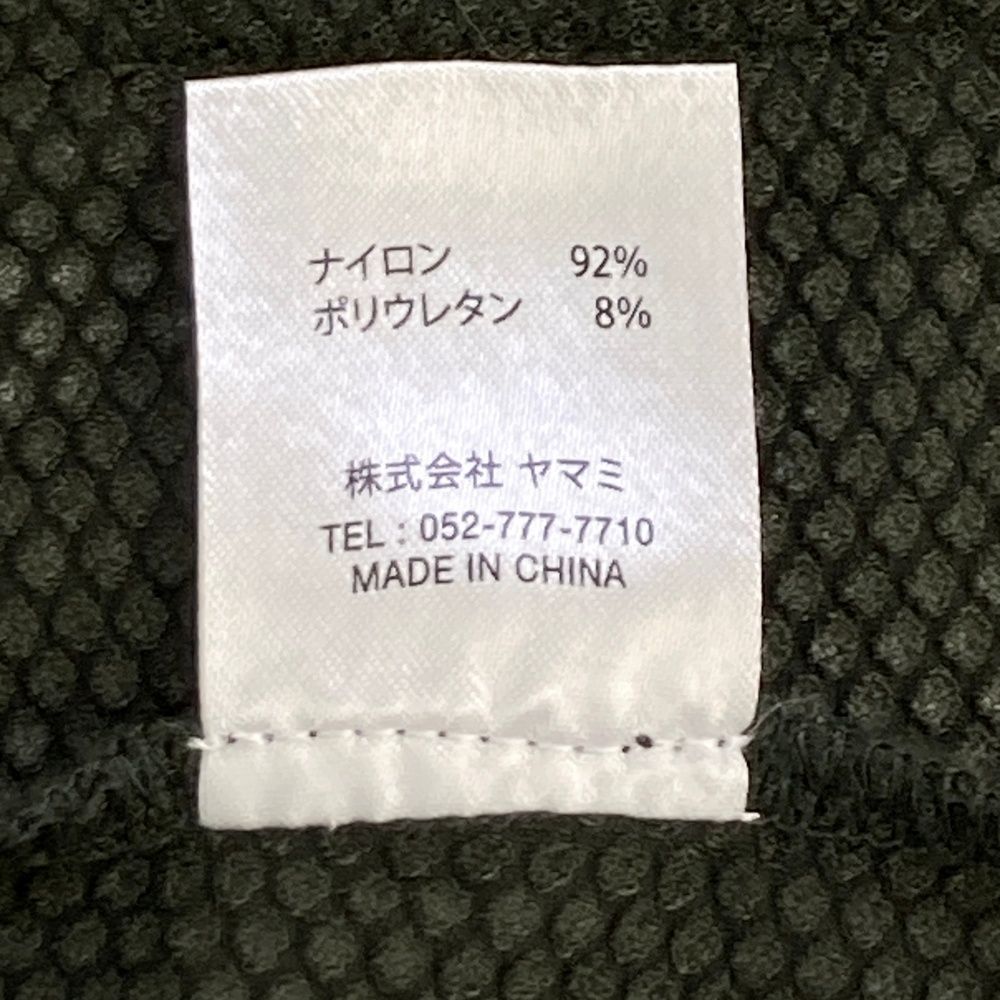 ナイロン 92%
ポリウレタン 8%
株式会社 ヤマミ
TEL : 052-777-7710
MADE IN CHINA